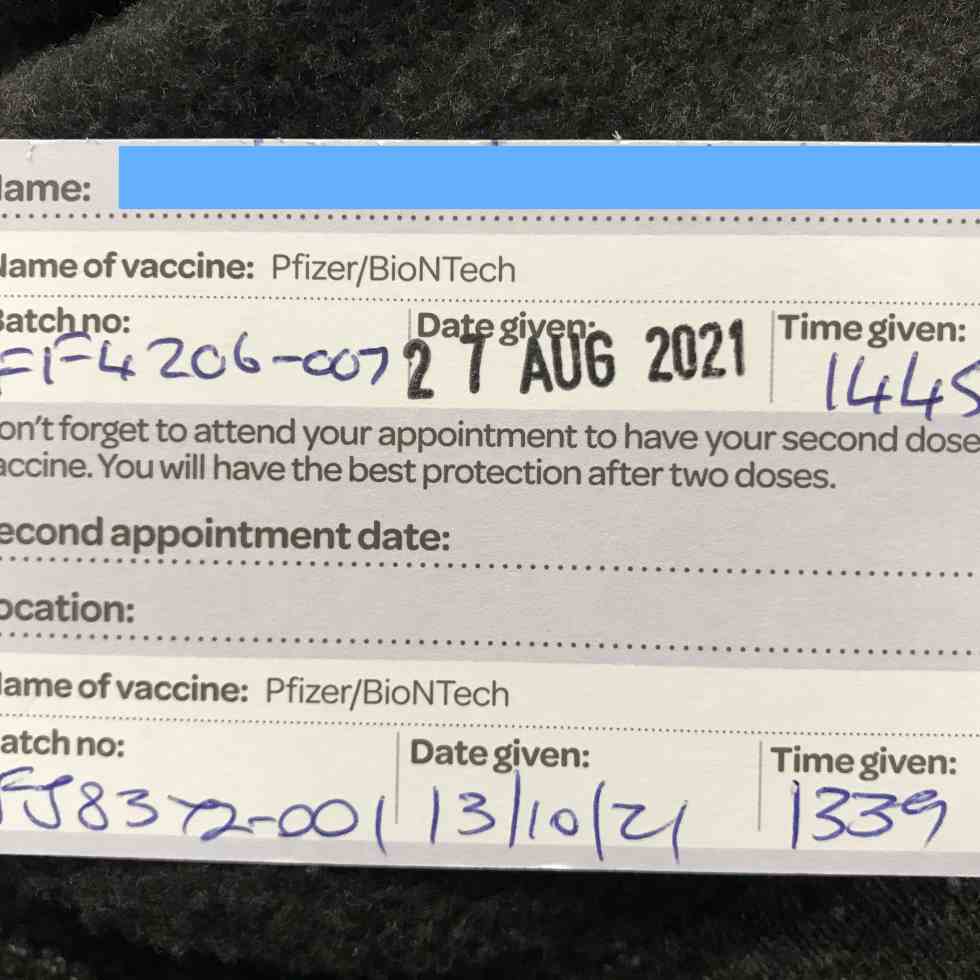 ame:
ame of vaccine: Pfizer/BioNTech
Batch no: Date given: Time given:
FF4206-007 27 AUG 2021 1445
on't forget to attend your appointment to have your second dose
accine. You will have the best protection after two doses.
econd appointment date:
ocation:
ame of vaccine: Pfizer/BioNTech
atch no: Date given: Time given:
FJ8372-001 13/10/21 1339